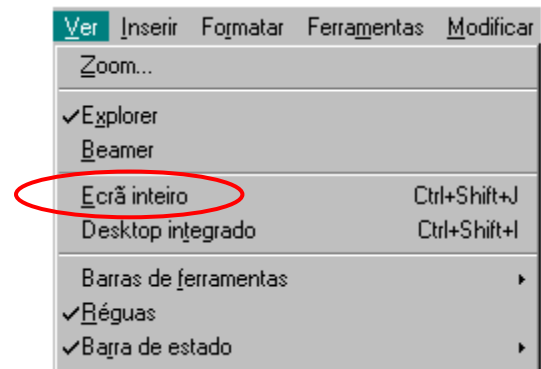 Ver Inserir Formatar Ferramentas Modificar
Zoom...
Explorer
Beamer
Ecrã inteiro Ctrl+Shift+J
Desktop integrado Ctrl+Shift+I
Barras de ferramentas
Réguas
Barra de estado